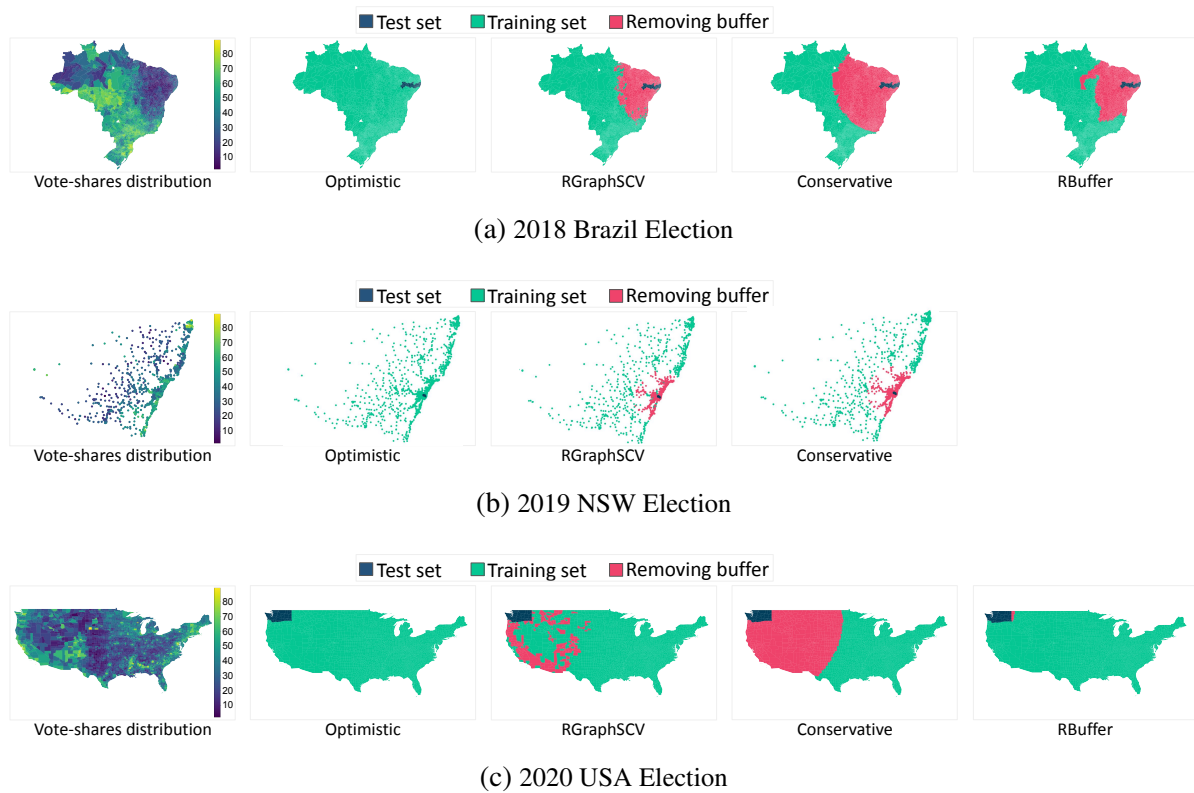 Test set Training set Removing buffer
80
70
60
50
40
30
20
10
Vote-shares distribution Optimistic RGraphSCV Conservative RBuffer
(a) 2018 Brazil Election
Test set Training set Removing buffer
80
70
60
50
40
30
20
10
Vote-shares distribution Optimistic RGraphSCV Conservative
(b) 2019 NSW Election
Test set Training set Removing buffer
80
70
60
50
40
30
20
10
Vote-shares distribution Optimistic RGraphSCV Conservative RBuffer
(c) 2020 USA Election